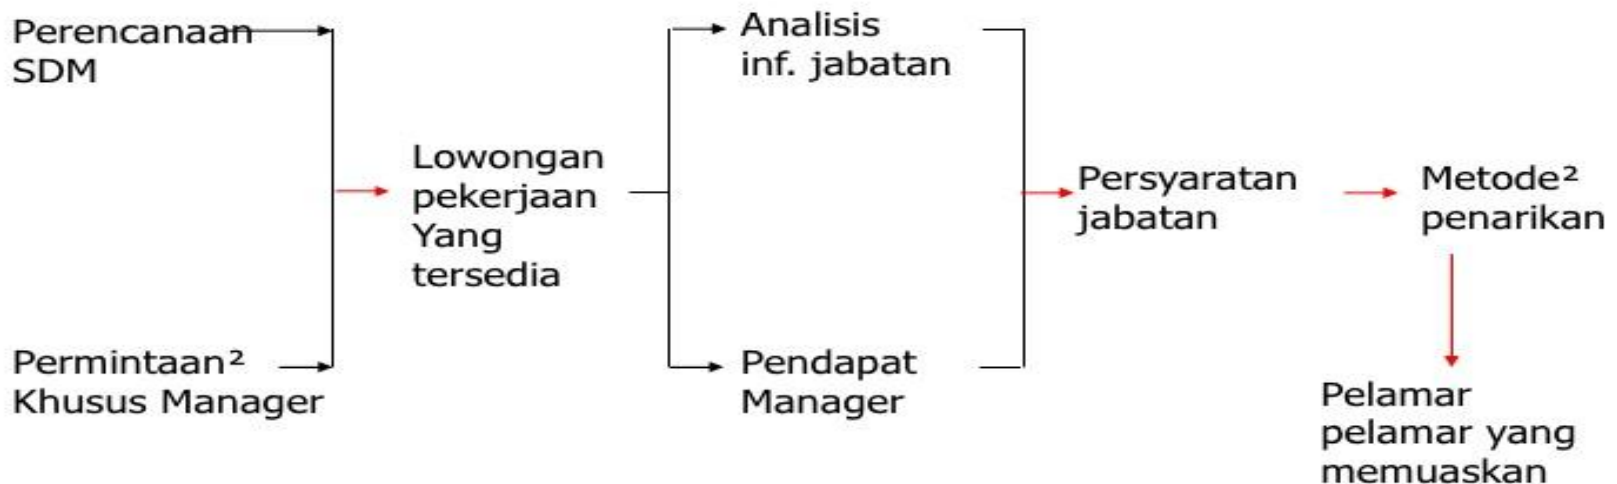 Perencanaan
SDM
Permintaan²
Khusus Manager
Lowongan
pekerjaan
Yang
tersedia
Analisis
inf. jabatan
Pendapat
Manager
Persyaratan
jabatan
Metode²
penarikan
Pelamar
pelamar yang
memuaskan